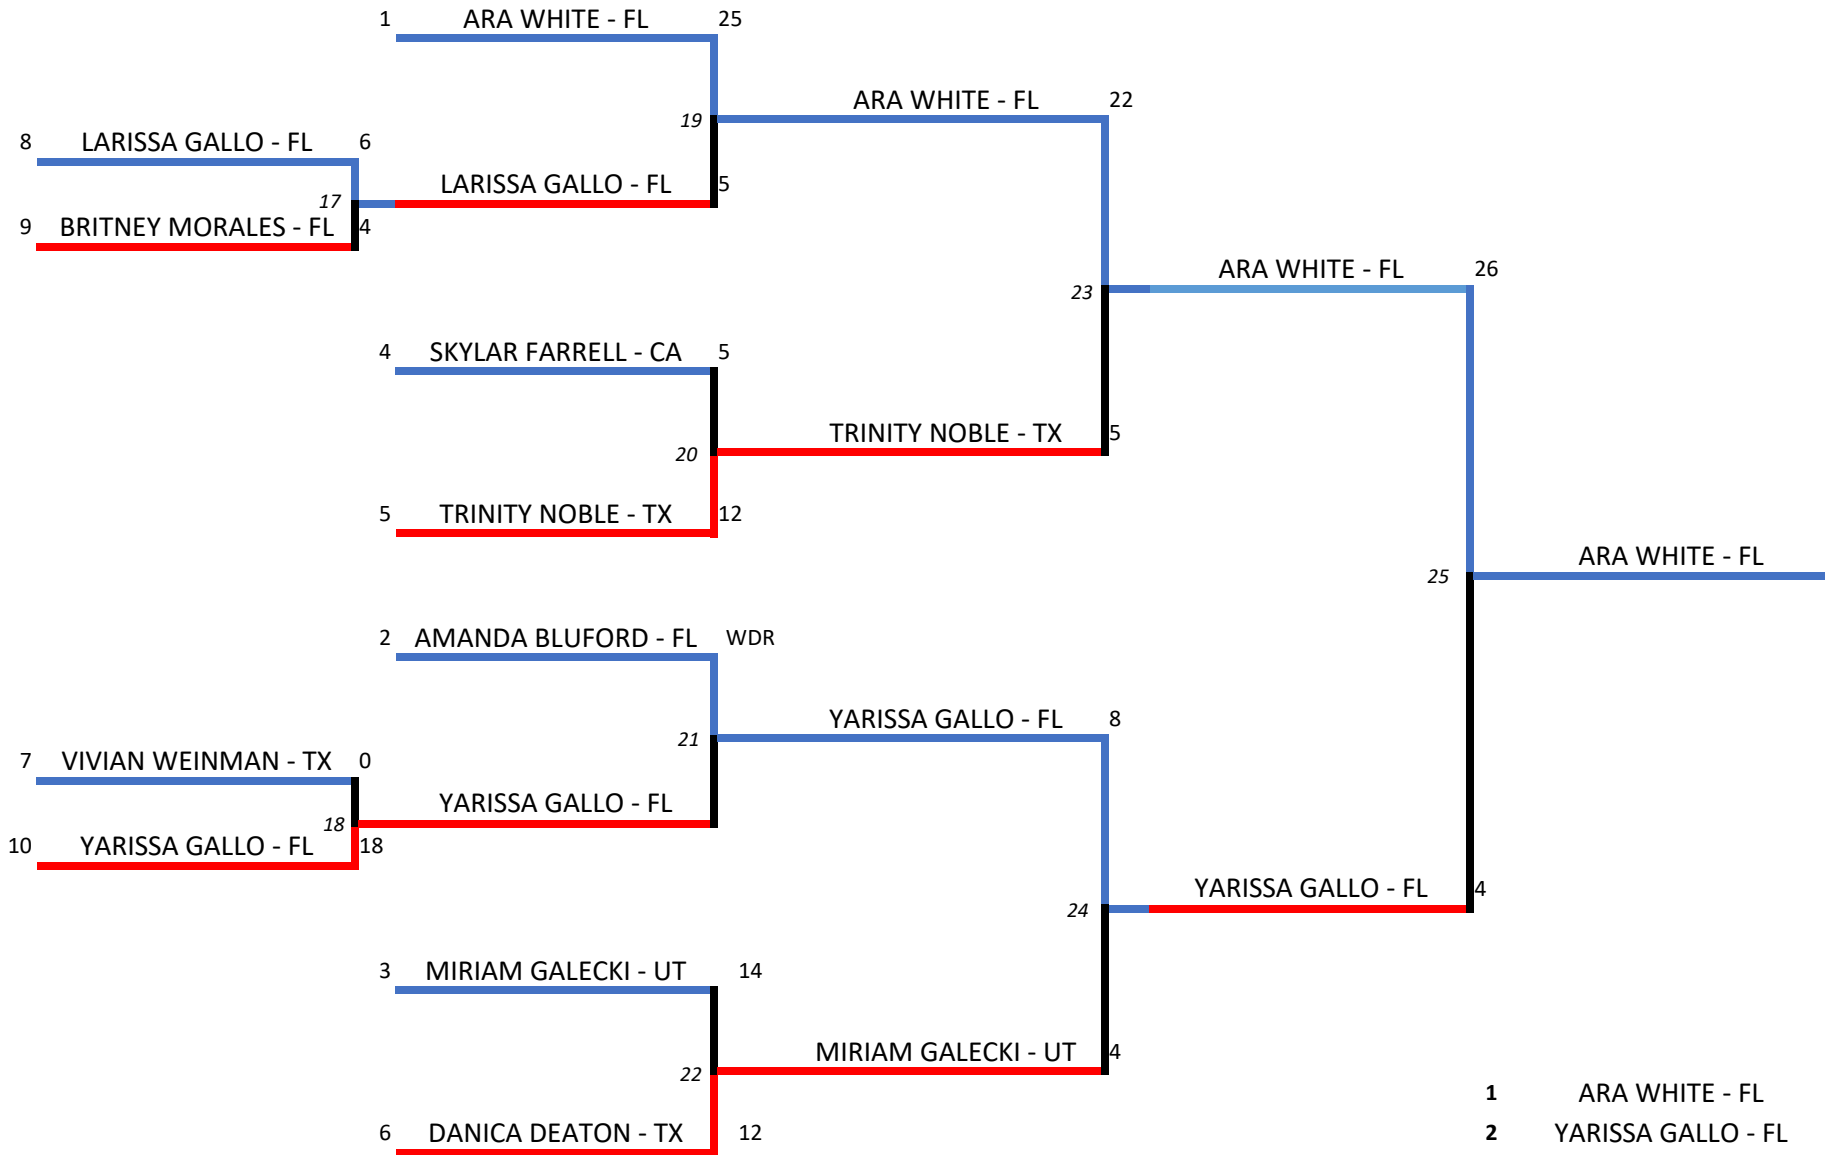 1 ARA WHITE - FL 25
ARA WHITE - FL 22
19
8 LARISSA GALLO - FL 6
LARISSA GALLO - FL 5
17
9 BRITNEY MORALES - FL 4
ARA WHITE - FL 26
23
4 SKYLAR FARRELL - CA 5
TRINITY NOBLE - TX 5
20
5 TRINITY NOBLE - TX 12
ARA WHITE - FL
25
2 AMANDA BLUFORD - FL WDR
YARISSA GALLO - FL 8
21
7 VIVIAN WEINMAN - TX 0
YARISSA GALLO - FL
18
10 YARISSA GALLO - FL 18
YARISSA GALLO - FL 4
24
3 MIRIAM GALECKI - UT 14
MIRIAM GALECKI - UT 4
22
6 DANICA DEATON - TX 12
1 ARA WHITE - FL
2 YARISSA GALLO - FL